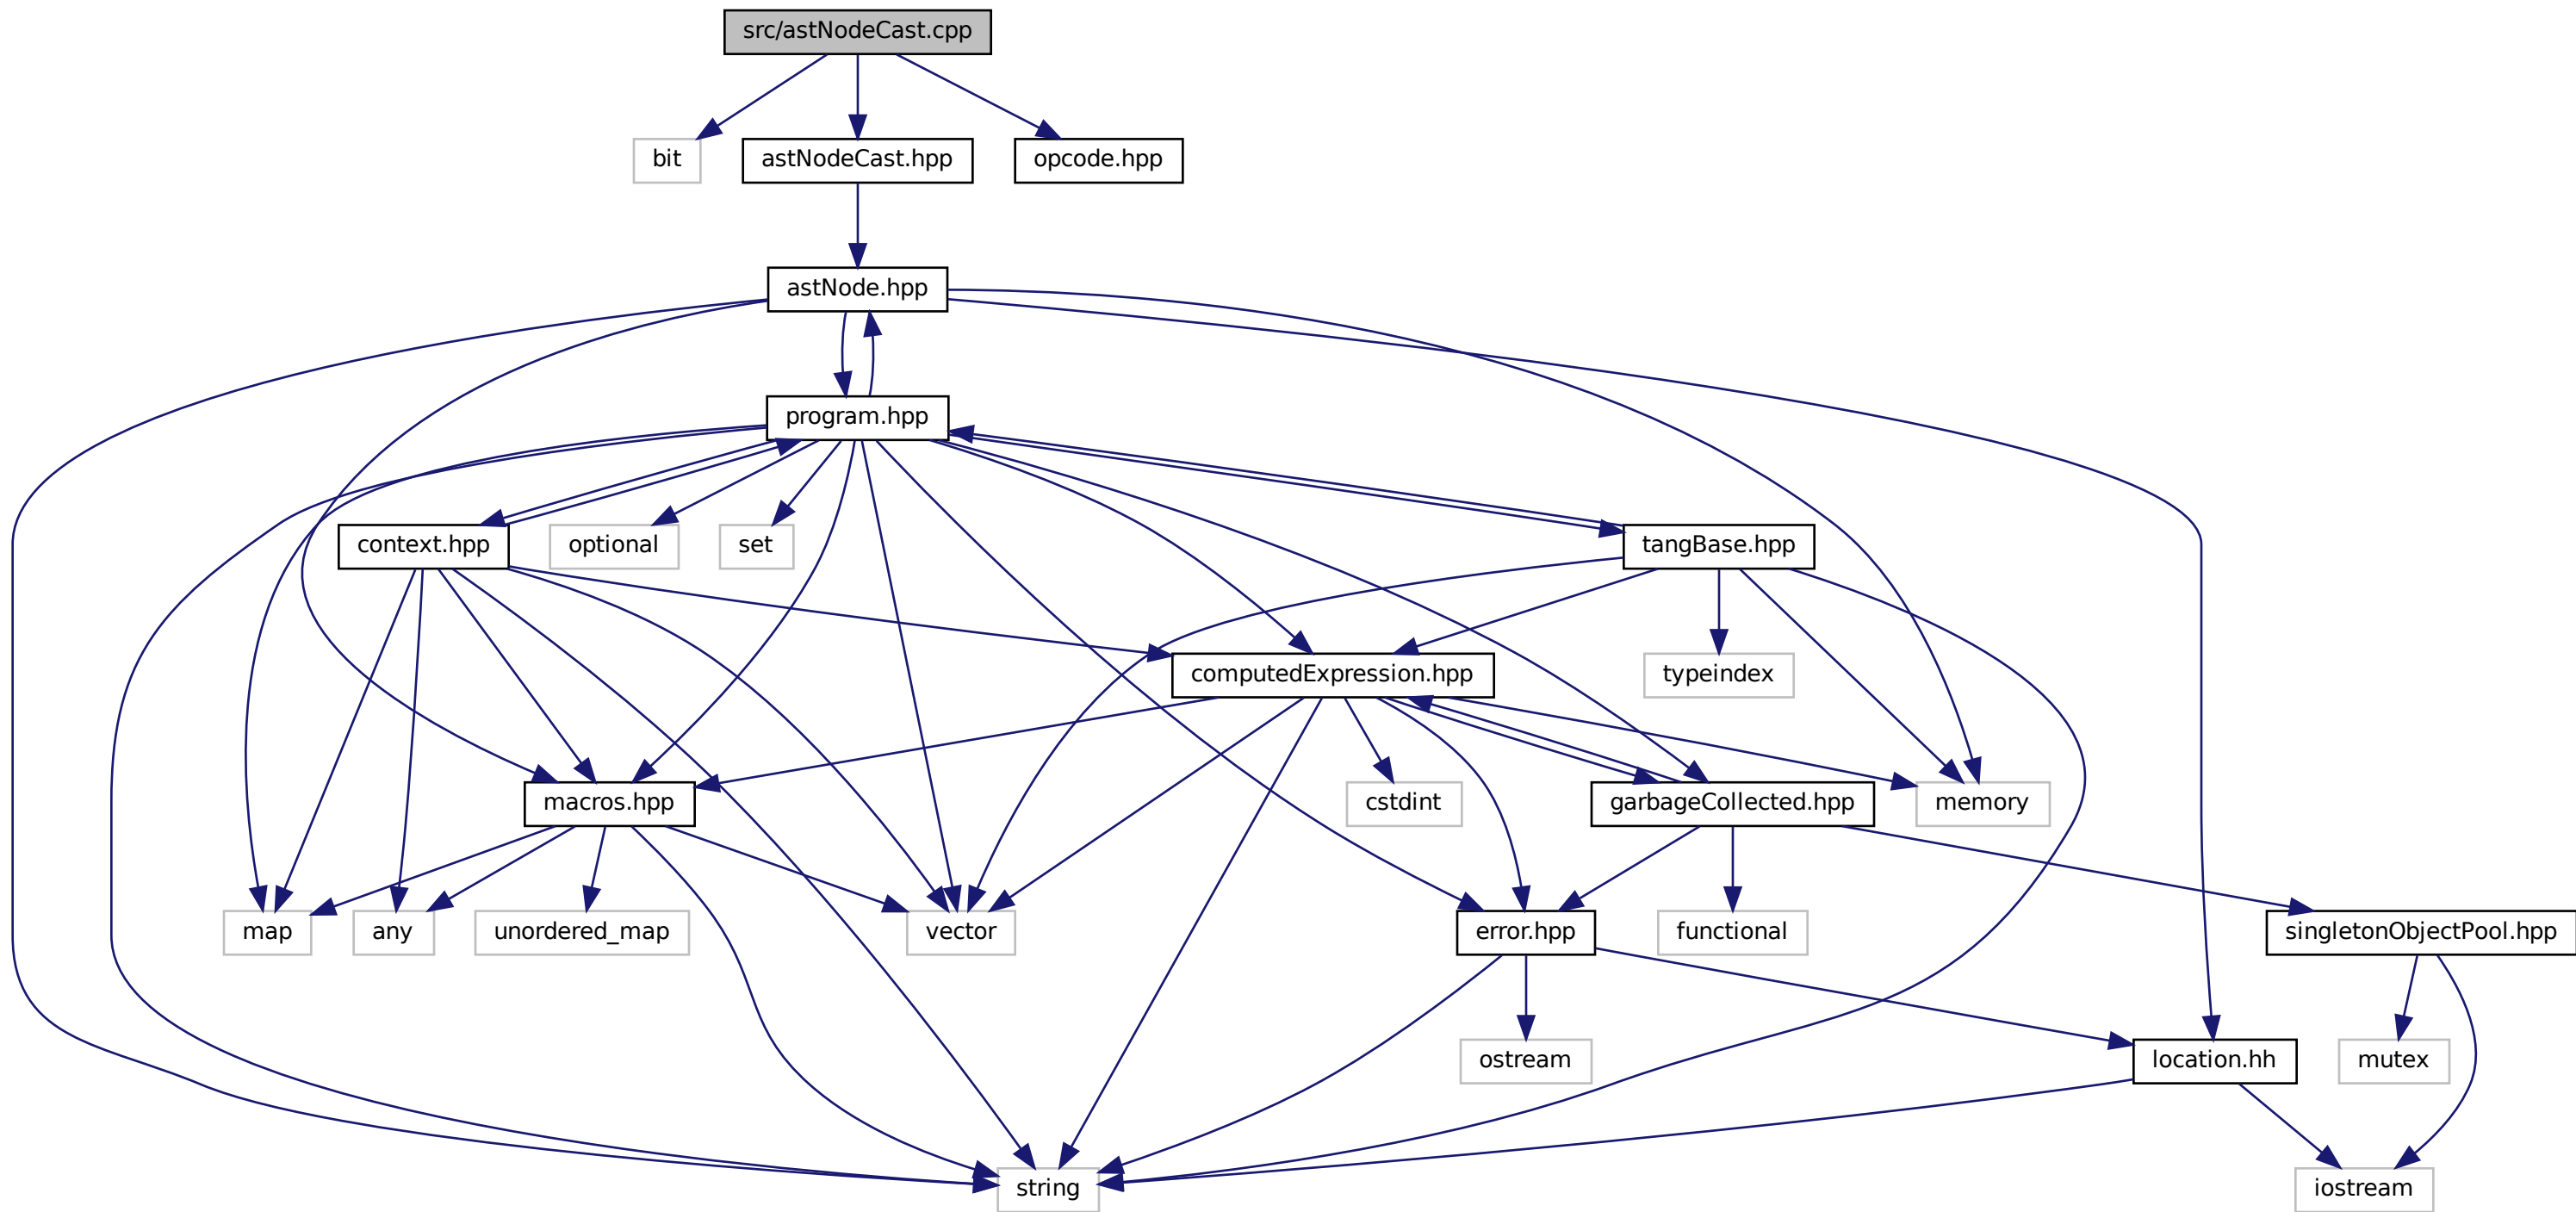 src/astNodeCast.cpp
bit
astNodeCast.hpp
opcode.hpp
astNode.hpp
program.hpp
context.hpp
optional
set
tangBase.hpp
computedExpression.hpp
typeindex
macros.hpp
cstdint
garbageCollected.hpp
memory
map
any
unordered_map
vector
error.hpp
functional
singletonObjectPool.hpp
ostream
location.hh
mutex
string
iostream